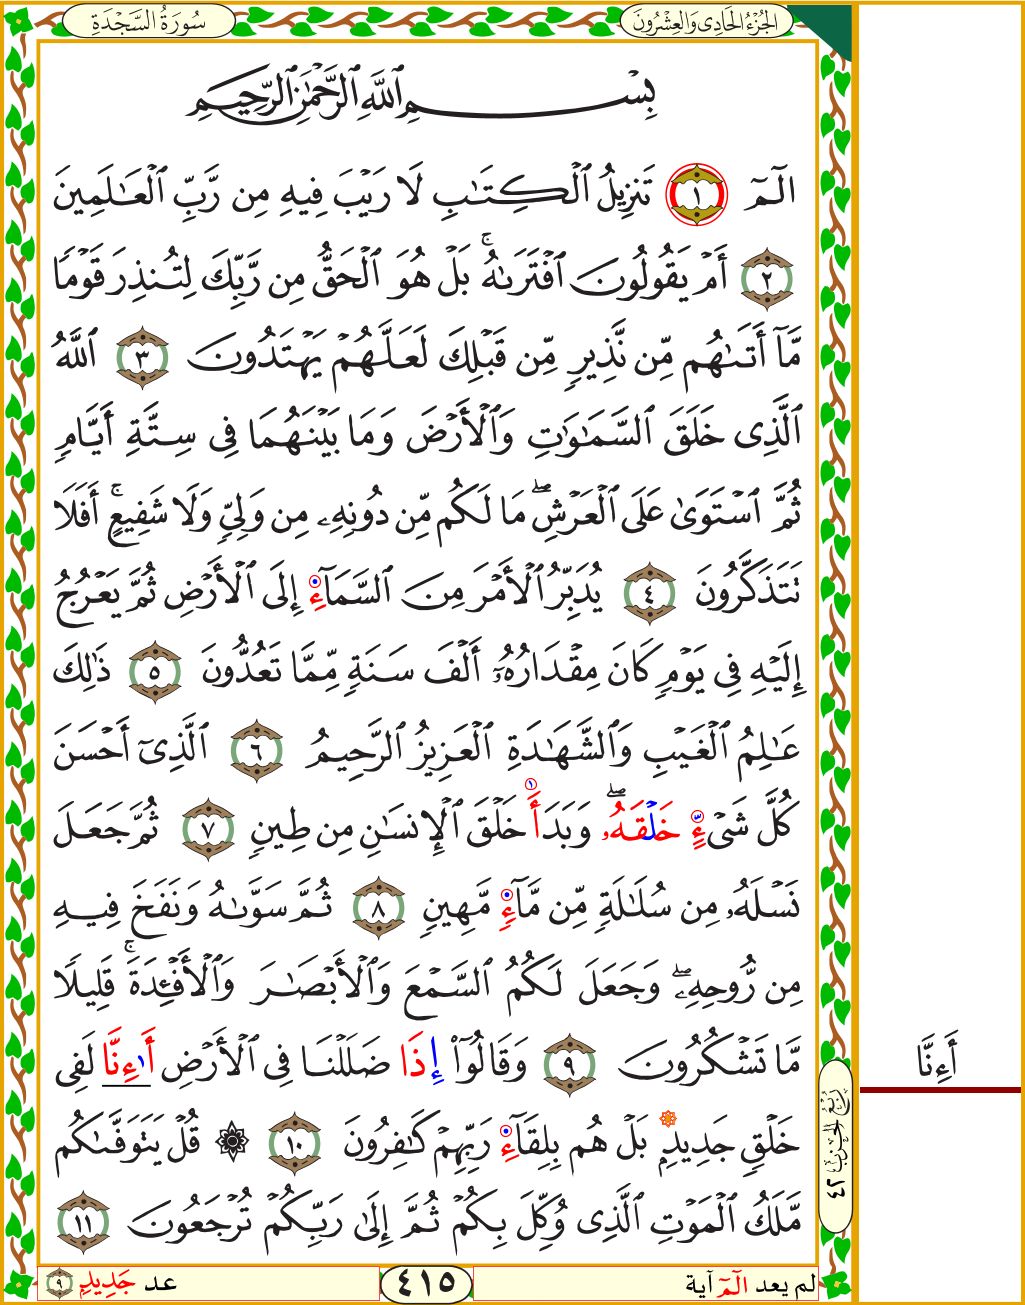 سُورَةُ السَّجْدَةِ
الجُزْءُ الحَادِى وَالعِشْرُونَ
بِسْمِ ٱللَّهِ ٱلرَّحْمَٰنِ ٱلرَّحِيمِ
الٓمٓ ١ تَنزِيلُ ٱلْكِتَٰبِ لَا رَيْبَ فِيهِ مِن رَّبِّ ٱلْعَٰلَمِينَ
٢ أَمْ يَقُولُونَ ٱفْتَرَىٰهُ ۚ بَلْ هُوَ ٱلْحَقُّ مِن رَّبِّكَ لِتُنذِرَ قَوْمًا
مَّآ أَتَىٰهُم مِّن نَّذِيرٍ مِّن قَبْلِكَ لَعَلَّهُمْ يَهْتَدُونَ ٣ ٱللَّهُ
ٱلَّذِى خَلَقَ ٱلسَّمَٰوَٰتِ وَٱلْأَرْضَ وَمَا بَيْنَهُمَا فِى سِتَّةِ أَيَّامٍ
ثُمَّ ٱسْتَوَىٰ عَلَى ٱلْعَرْشِ ۖ مَا لَكُم مِّن دُونِهِۦ مِن وَلِىٍّ وَلَا شَفِيعٍ ۚ أَفَلَا
تَتَذَكَّرُونَ ٤ يُدَبِّرُ ٱلْأَمْرَ مِنَ ٱلسَّمَآءِ إِلَى ٱلْأَرْضِ ثُمَّ يَعْرُجُ
إِلَيْهِ فِى يَوْمٍ كَانَ مِقْدَارُهُۥٓ أَلْفَ سَنَةٍ مِّمَّا تَعُدُّونَ ٥ ذَٰلِكَ
عَٰلِمُ ٱلْغَيْبِ وَٱلشَّهَٰدَةِ ٱلْعَزِيزُ ٱلرَّحِيمُ ٦ ٱلَّذِىٓ أَحْسَنَ
كُلَّ شَىْءٍ خَلْقَهُۥ ۖ وَبَدَأَ خَلْقَ ٱلْإِنسَٰنِ مِن طِينٍ ٧ ثُمَّ جَعَلَ
نَسْلَهُۥ مِن سُلَٰلَةٍ مِّن مَّآءٍ مَّهِينٍ ٨ ثُمَّ سَوَّىٰهُ وَنَفَخَ فِيهِ
مِن رُّوحِهِۦ ۖ وَجَعَلَ لَكُمُ ٱلسَّمْعَ وَٱلْأَبْصَٰرَ وَٱلْأَفْـِٔدَةَ ۚ قَلِيلًا
مَّا تَشْكُرُونَ ٩ وَقَالُوٓا۟ إِذَا ضَلَلْنَا فِى ٱلْأَرْضِ أَءِنَّا لَفِى
خَلْقٍ جَدِيدٍ بَلْ هُم بِلِقَآءِ رَبِّهِمْ كَٰفِرُونَ ١٠ ۞ قُلْ يَتَوَفَّىٰكُم
مَّلَكُ ٱلْمَوْتِ ٱلَّذِى وُكِّلَ بِكُمْ ثُمَّ إِلَىٰ رَبِّكُمْ تُرْجَعُونَ ١١
أَءِنَّا
رُبْعُ الحِزْبِ ٤٢
لم يعد الٓمٓ آية
٤١٥
عد جَدِيدٍ ٩